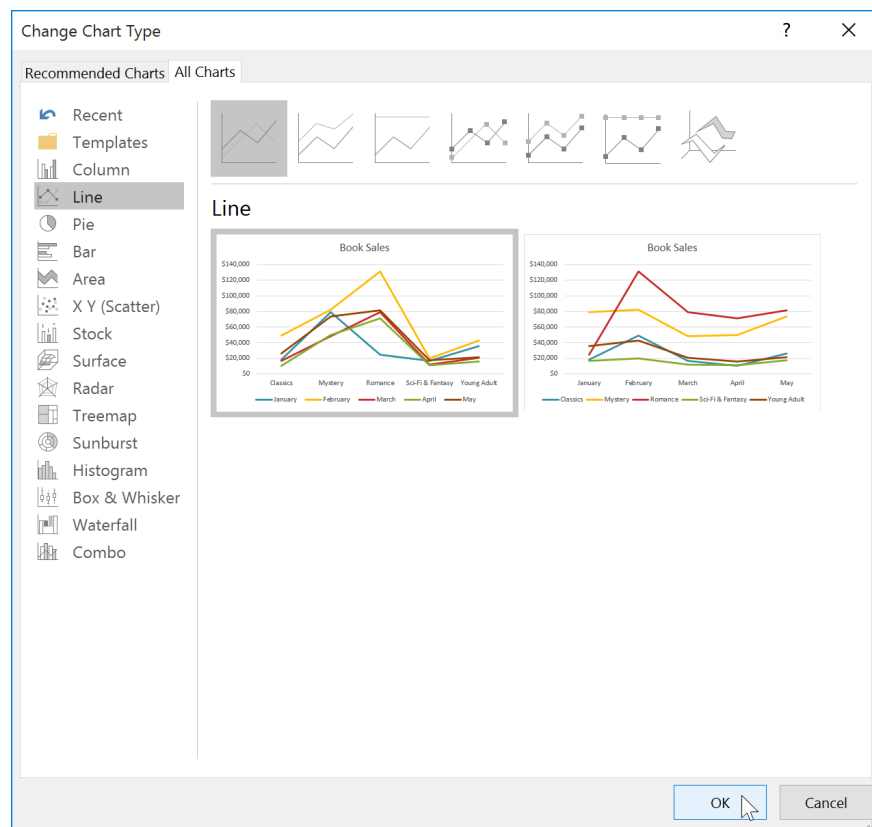 Change Chart Type
?
Recommended Charts
All Charts
Recent
Templates
Column
Line
Pie
Bar
Area
X Y (Scatter)
Stock
Surface
Radar
Treemap
Sunburst
Histogram
Box & Whisker
Waterfall
Combo
Line
Book Sales
$140,000
$120,000
$100,000
$80,000
$60,000
$40,000
$20,000
$0
Classics Mystery Romance Sci-Fi & Fantasy Young Adult
January February March April May
Book Sales
$140,000
$120,000
$100,000
$80,000
$60,000
$40,000
$20,000
$0
January February March April May
Classics Mystery Romance Sci-Fi & Fantasy Young Adult
OK
Cancel